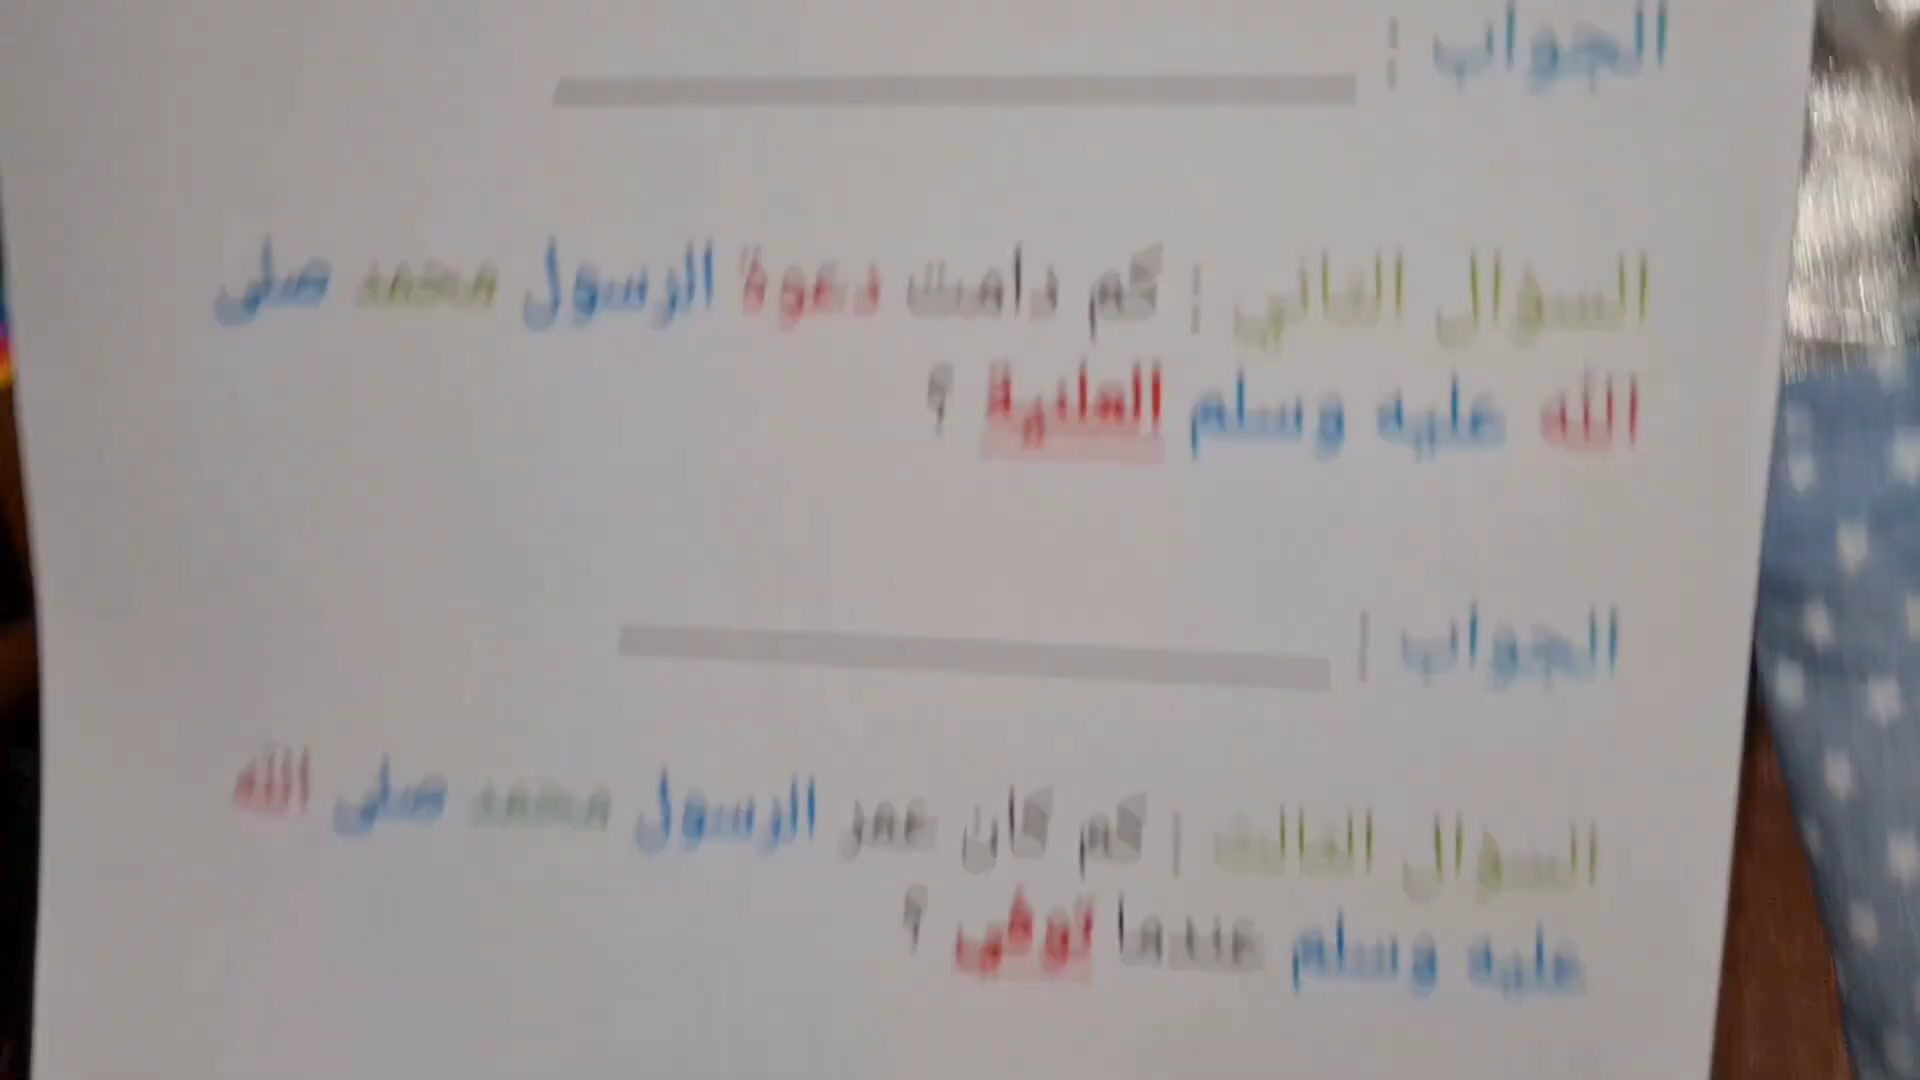 الجواب :
السؤال الثاني : كم دامت دعوة الرسول محمد صلى
الله عليه وسلم العلنية ؟
الجواب :
السؤال الثالث : كم كان عمر الرسول محمد صلى الله
عليه وسلم عندما توفي ؟